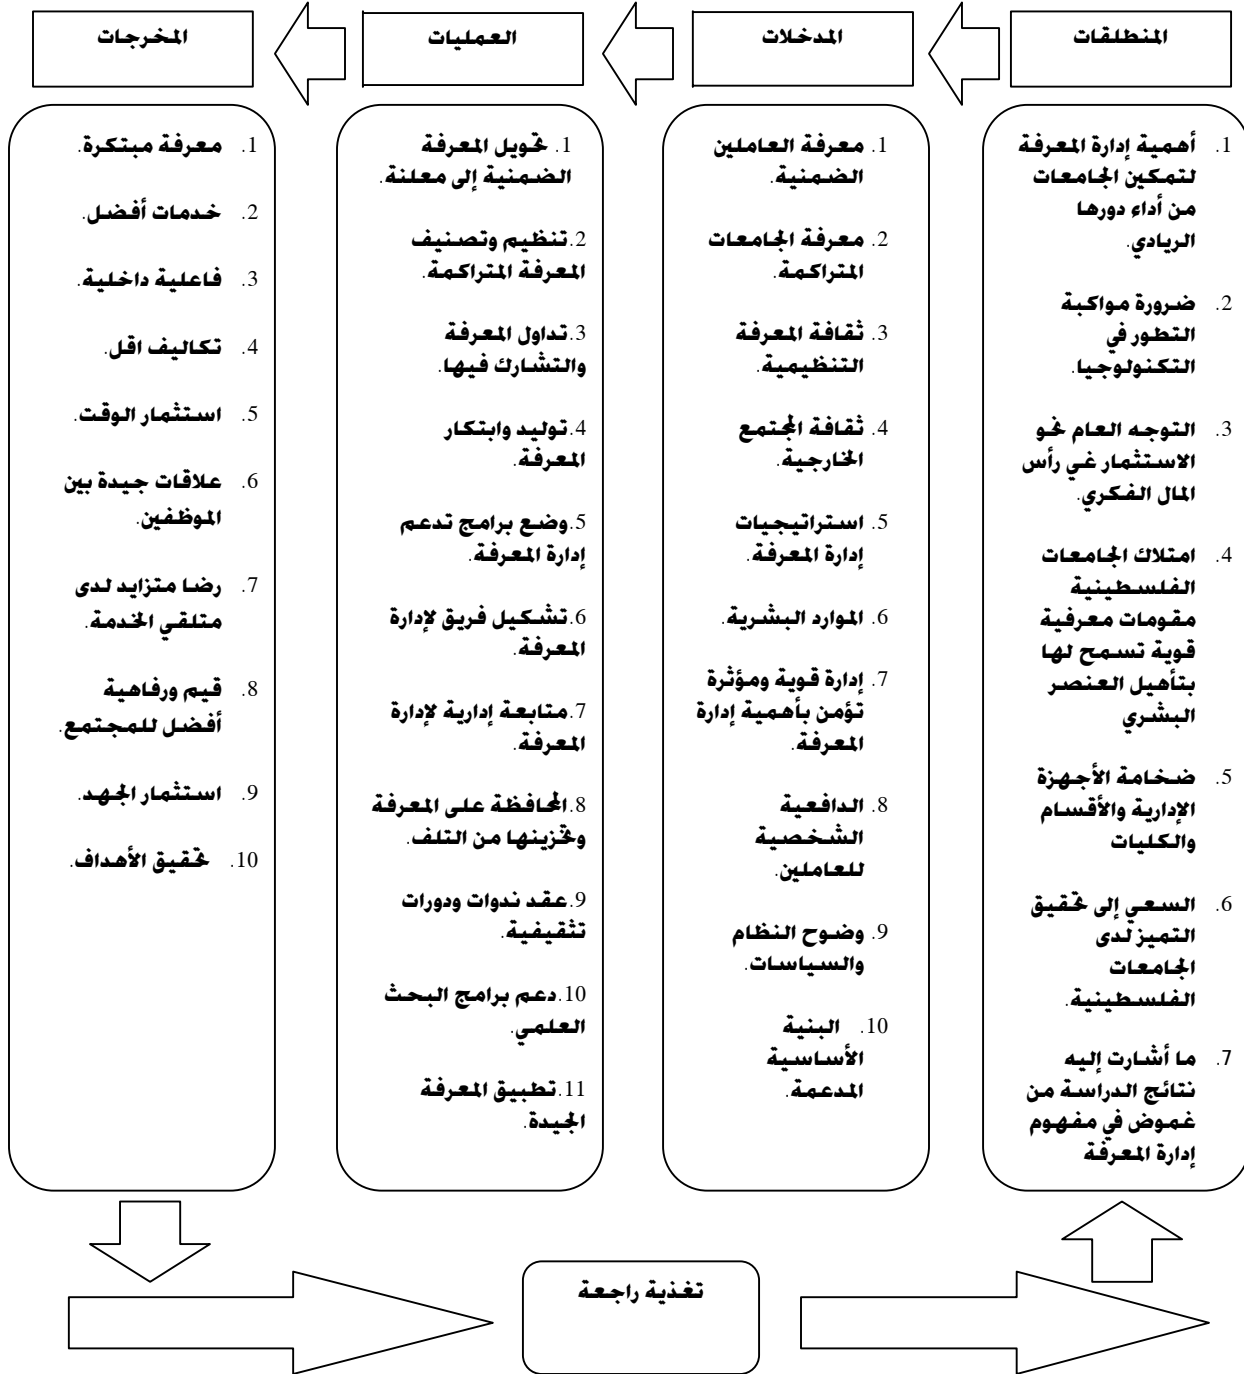 المنطلقات
المدخلات
العمليات
المخرجات
1. أهمية إدارة المعرفة
لتمكين الجامعات
من أداء دورها
الريادي.
2. ضرورة مواكبة
التطور في
التكنولوجيا.
3. التوجه العام نحو
الاستثمار غي رأس
المال الفكري.
4. امتلاك الجامعات
الفلسطينية
مقومات معرفية
قوية تسمح لها
بتأهيل العنصر
البشري
5. ضخامة الأجهزة
الإدارية والأقسام
والكليات
6. السعي إلى تحقيق
التميز لدى
الجامعات
الفلسطينية.
7. ما أشارت إليه
نتائج الدراسة من
غموض في مفهوم
إدارة المعرفة
1. معرفة العاملين
الضمنية.
2. معرفة الجامعات
المتراكمة.
3. ثقافة المعرفة
التنظيمية.
4. ثقافة المجتمع
الخارجية.
5. استراتيجيات
إدارة المعرفة.
6. الموارد البشرية.
7. إدارة قوية ومؤثرة
تؤمن بأهمية إدارة
المعرفة.
8. الدافعية
الشخصية
للعاملين.
9. وضوح النظام
والسياسات.
10. البنية
الأساسية
المدعمة.
1. تحويل المعرفة
الضمنية إلى معلنة.
2.تنظيم وتصنيف
المعرفة المتراكمة.
3.تداول المعرفة
والتشارك فيها.
4.توليد وابتكار
المعرفة.
5.وضع برامج تدعم
إدارة المعرفة.
6.تشكيل فريق لإدارة
المعرفة.
7.متابعة إدارية لإدارة
المعرفة.
8.المحافظة على المعرفة
وتخزينها من التلف.
9.عقد ندوات ودورات
تثقيفية.
10.دعم برامج البحث
العلمي.
11.تطبيق المعرفة
الجيدة.
1. معرفة مبتكرة.
2. خدمات أفضل.
3. فاعلية داخلية.
4. تكاليف اقل.
5. استثمار الوقت.
6. علاقات جيدة بين
الموظفين.
7. رضا متزايد لدى
متلقي الخدمة.
8. قيم ورفاهية
أفضل للمجتمع.
9. استثمار الجهد.
10. تحقيق الأهداف.
تغذية راجعة